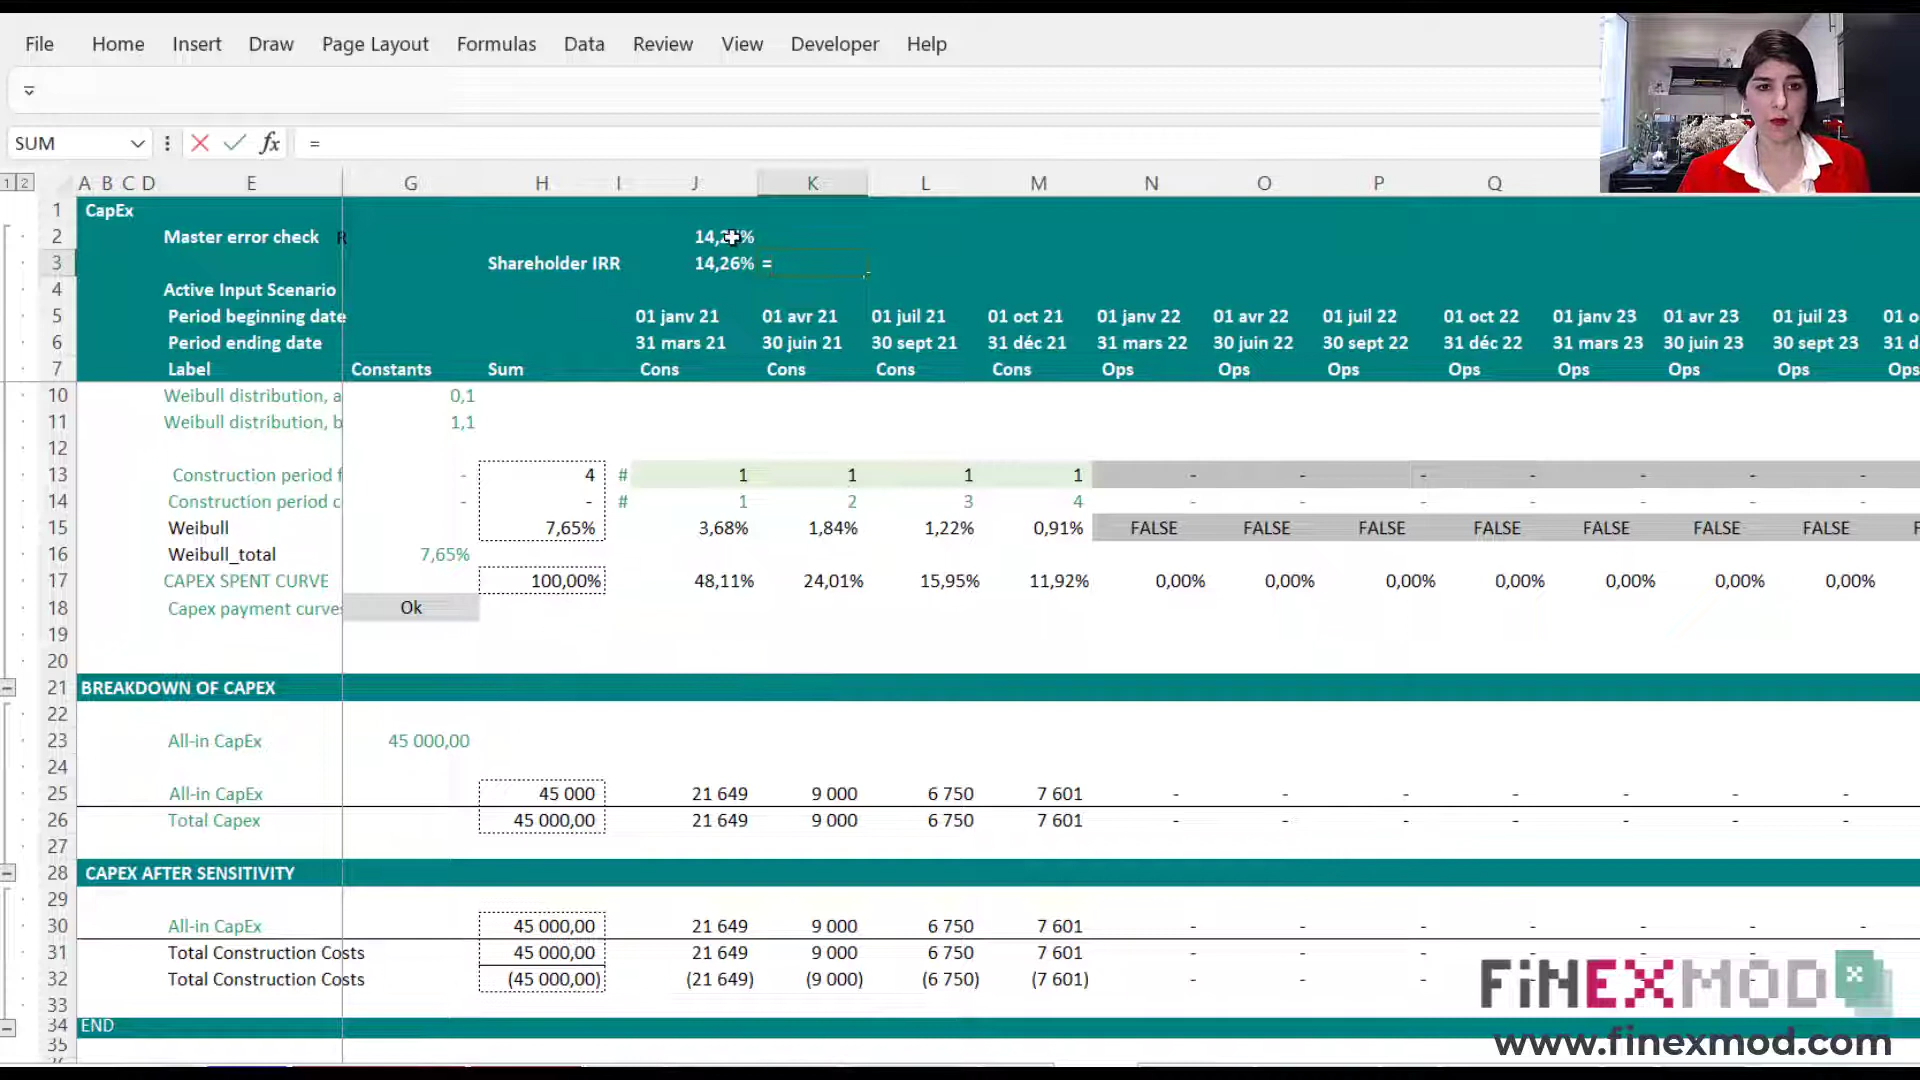 File Home Insert Draw Page Layout Formulas Data Review View Developer Help
SUM fx =
1 2 A B C D E G H I J K L M N O P Q
1 CapEx
2 Master error check
3 Shareholder IRR 14,26% =
4 Active Input Scenario
5 Period beginning date 01 janv 21 01 avr 21 01 juil 21 01 oct 21 01 janv 22 01 avr 22 01 juil 22 01 oct 22 01 janv 23 01 avr 23 01 juil 23
6 Period ending date 31 mars 21 30 juin 21 30 sept 21 31 déc 21 31 mars 22 30 juin 22 30 sept 22 31 déc 22 31 mars 23 30 juin 23 30 sept 23
7 Label Constants Sum Cons Cons Cons Cons Ops Ops Ops Ops Ops Ops Ops Ops
10 Weibull distribution, a 0,1
11 Weibull distribution, b 1,1
12
13 Construction period f - 4 # 1 1 1 1 - - - - - - -
14 Construction period c - - # 1 2 3 4 - - - - - - -
15 Weibull 7,65% 3,68% 1,84% 1,22% 0,91% FALSE FALSE FALSE FALSE FALSE FALSE FALSE
16 Weibull_total 7,65%
17 CAPEX SPENT CURVE 100,00% 48,11% 24,01% 15,95% 11,92% 0,00% 0,00% 0,00% 0,00% 0,00% 0,00% 0,00%
18 Capex payment curve Ok
19
20
21 BREAKDOWN OF CAPEX
22
23 All-in CapEx 45 000,00
24
25 All-in CapEx 45 000 21 649 9 000 6 750 7 601 - - - - - - -
26 Total Capex 45 000,00 21 649 9 000 6 750 7 601 - - - - - - -
27
28 CAPEX AFTER SENSITIVITY
29
30 All-in CapEx 45 000,00 21 649 9 000 6 750 7 601 - - - - - - -
31 Total Construction Costs 45 000,00 21 649 9 000 6 750 7 601 - - -
32 Total Construction Costs (45 000,00) (21 649) (9 000) (6 750) (7 601) - - -
33
34 END
35
FiNEXMOD
www.finexmod.com